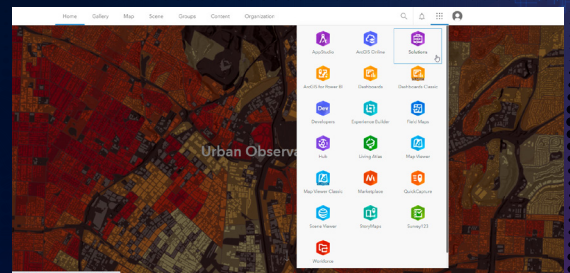 Home Gallery Map Scene Groups Content Organization
AppStudio ArcGIS Online Solutions
ArcGIS for Power BI Dashboards Dashboards Classic
Dev
Developers Experience Builder Field Maps
Urban Observa
Hub Living Atlas Map Viewer
Map Viewer Classic Marketplace QuickCapture
Scene Viewer StoryMaps Survey123
Workforce